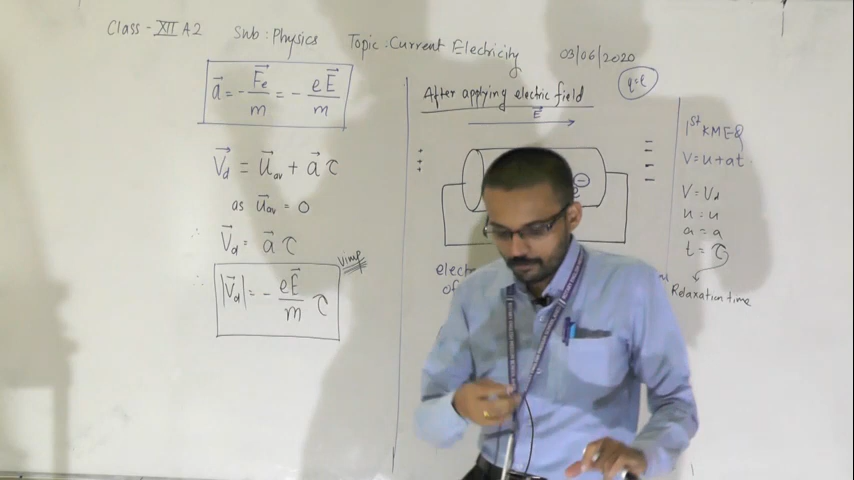 Class - XII A2 Sub : Physics Topic : Current Electricity 03/06/2020
a⃗ = - F⃗e/m = - eE⃗/m
V⃗d = u⃗av + a⃗ τ
as u⃗av = 0
∴ V⃗d = a⃗ τ
∴ |V⃗d| = - eE⃗/m τ
Vimp
q=e
After applying electric field
E⃗
+
+
+
-
-
-
-
-
e
of
1st KMEQ
V = u + at
V = Vd
u = u
a = a
t = τ
Relaxation time